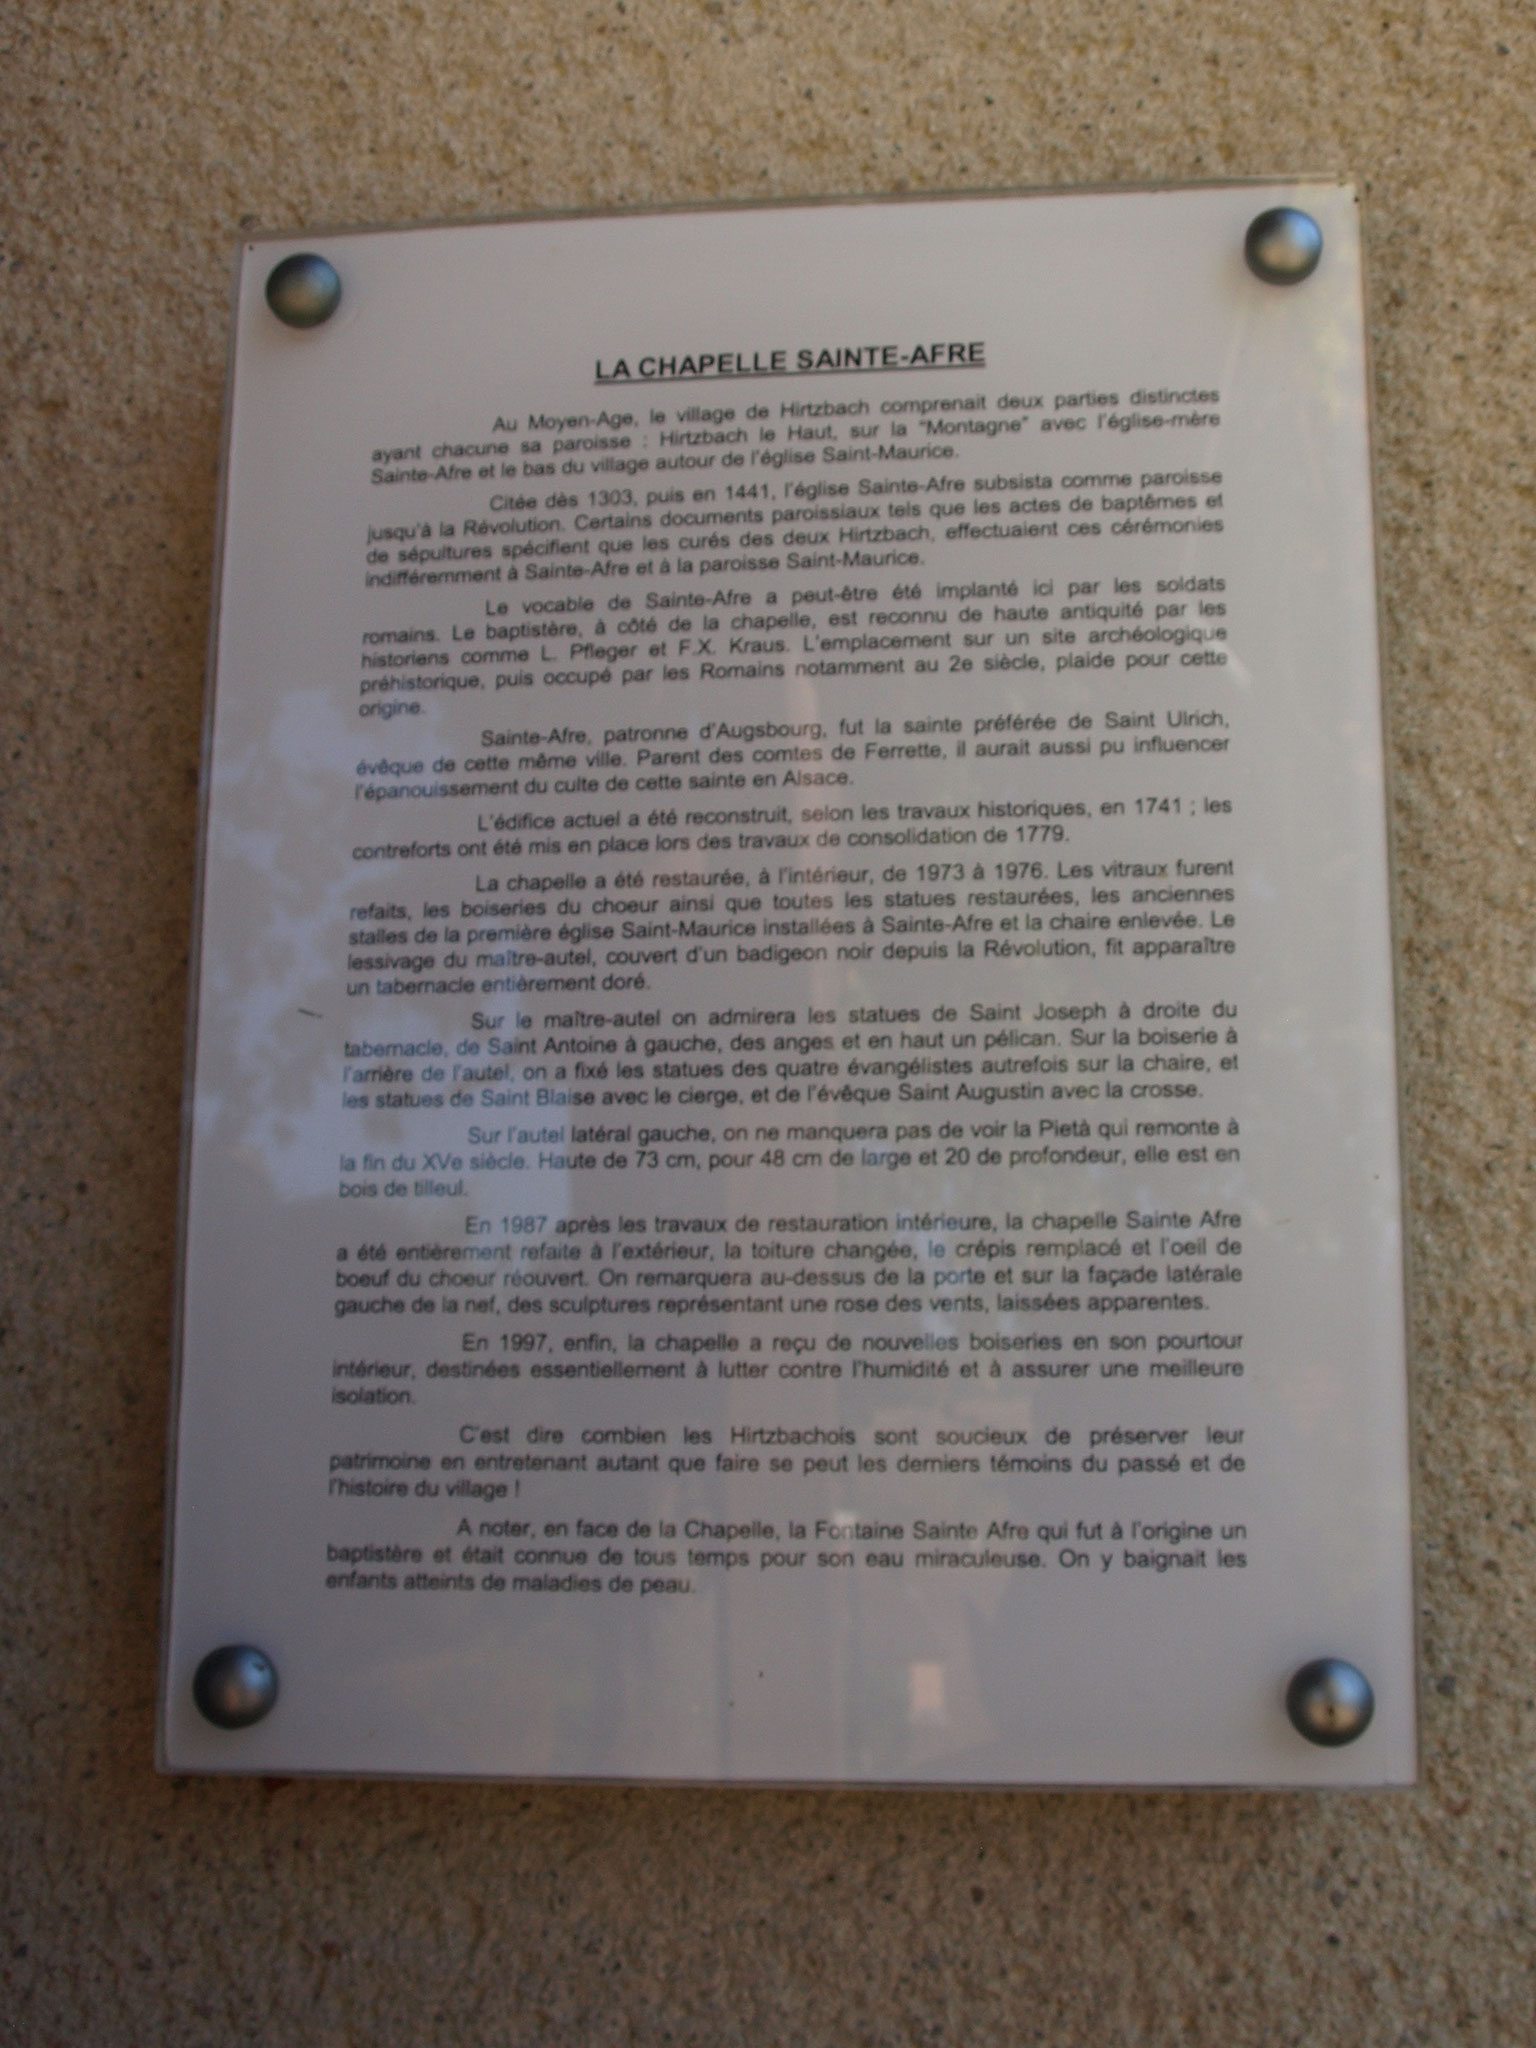 LA CHAPELLE SAINTE-AFRE
Au Moyen-Age, le village de Hirtzbach comprenait deux parties distinctes
ayant chacune sa paroisse : Hirtzbach le Haut, sur la "Montagne" avec l'église-mère
Sainte-Afre et le bas du village autour de l'église Saint-Maurice.
Citée dès 1303, puis en 1441, l'église Sainte-Afre subsista comme paroisse
jusqu'à la Révolution. Certains documents paroissiaux tels que les actes de baptêmes et
de sépultures spécifient que les curés des deux Hirtzbach, effectuaient ces cérémonies
indifféremment à Sainte-Afre et à la paroisse Saint-Maurice.
Le vocable de Sainte-Afre a peut-être été implanté ici par les soldats
romains. Le baptistère, à côté de la chapelle, est reconnu de haute antiquité par les
historiens comme L. Pfleger et F.X. Kraus. L'emplacement sur un site archéologique
préhistorique, puis occupé par les Romains notamment au 2e siècle, plaide pour cette
origine.
Sainte-Afre, patronne d'Augsbourg, fut la sainte préférée de Saint Ulrich,
évêque de cette même ville. Parent des comtes de Ferrette, il aurait aussi pu influencer
l'épanouissement du culte de cette sainte en Alsace.
L'édifice actuel a été reconstruit, selon les travaux historiques, en 1741 ; les
contreforts ont été mis en place lors des travaux de consolidation de 1779.
La chapelle a été restaurée, à l'intérieur, de 1973 à 1976. Les vitraux furent
refaits, les boiseries du choeur ainsi que toutes les statues restaurées, les anciennes
stalles de la première église Saint-Maurice installées à Sainte-Afre et la chaire enlevée. Le
lessivage du maître-autel, couvert d'un badigeon noir depuis la Révolution, fit apparaître
un tabernacle entièrement doré.
Sur le maître-autel on admirera les statues de Saint Joseph à droite du
tabernacle, de Saint Antoine à gauche, des anges et en haut un pélican. Sur la boiserie à
l'arrière de l'autel, on a fixé les statues des quatre évangélistes autrefois sur la chaire, et
les statues de Saint Blaise avec le cierge, et de l'évêque Saint Augustin avec la crosse.
Sur l'autel latéral gauche, on ne manquera pas de voir la Pietà qui remonte à
la fin du XVe siècle. Haute de 73 cm, pour 48 cm de large et 20 de profondeur, elle est en
bois de tilleul.
En 1987 après les travaux de restauration intérieure, la chapelle Sainte Afre
a été entièrement refaite à l'extérieur, la toiture changée, le crépis remplacé et l'oeil de
boeuf du choeur réouvert. On remarquera au-dessus de la porte et sur la façade latérale
gauche de la nef, des sculptures représentant une rose des vents, laissées apparentes.
En 1997, enfin, la chapelle a reçu de nouvelles boiseries en son pourtour
intérieur, destinées essentiellement à lutter contre l'humidité et à assurer une meilleure
isolation.
C'est dire combien les Hirtzbachois sont soucieux de préserver leur
patrimoine en entretenant autant que faire se peut les derniers témoins du passé et de
l'histoire du village !
A noter, en face de la Chapelle, la Fontaine Sainte Afre qui fut à l'origine un
baptistère et était connue de tous temps pour son eau miraculeuse. On y baignait les
enfants atteints de maladies de peau.